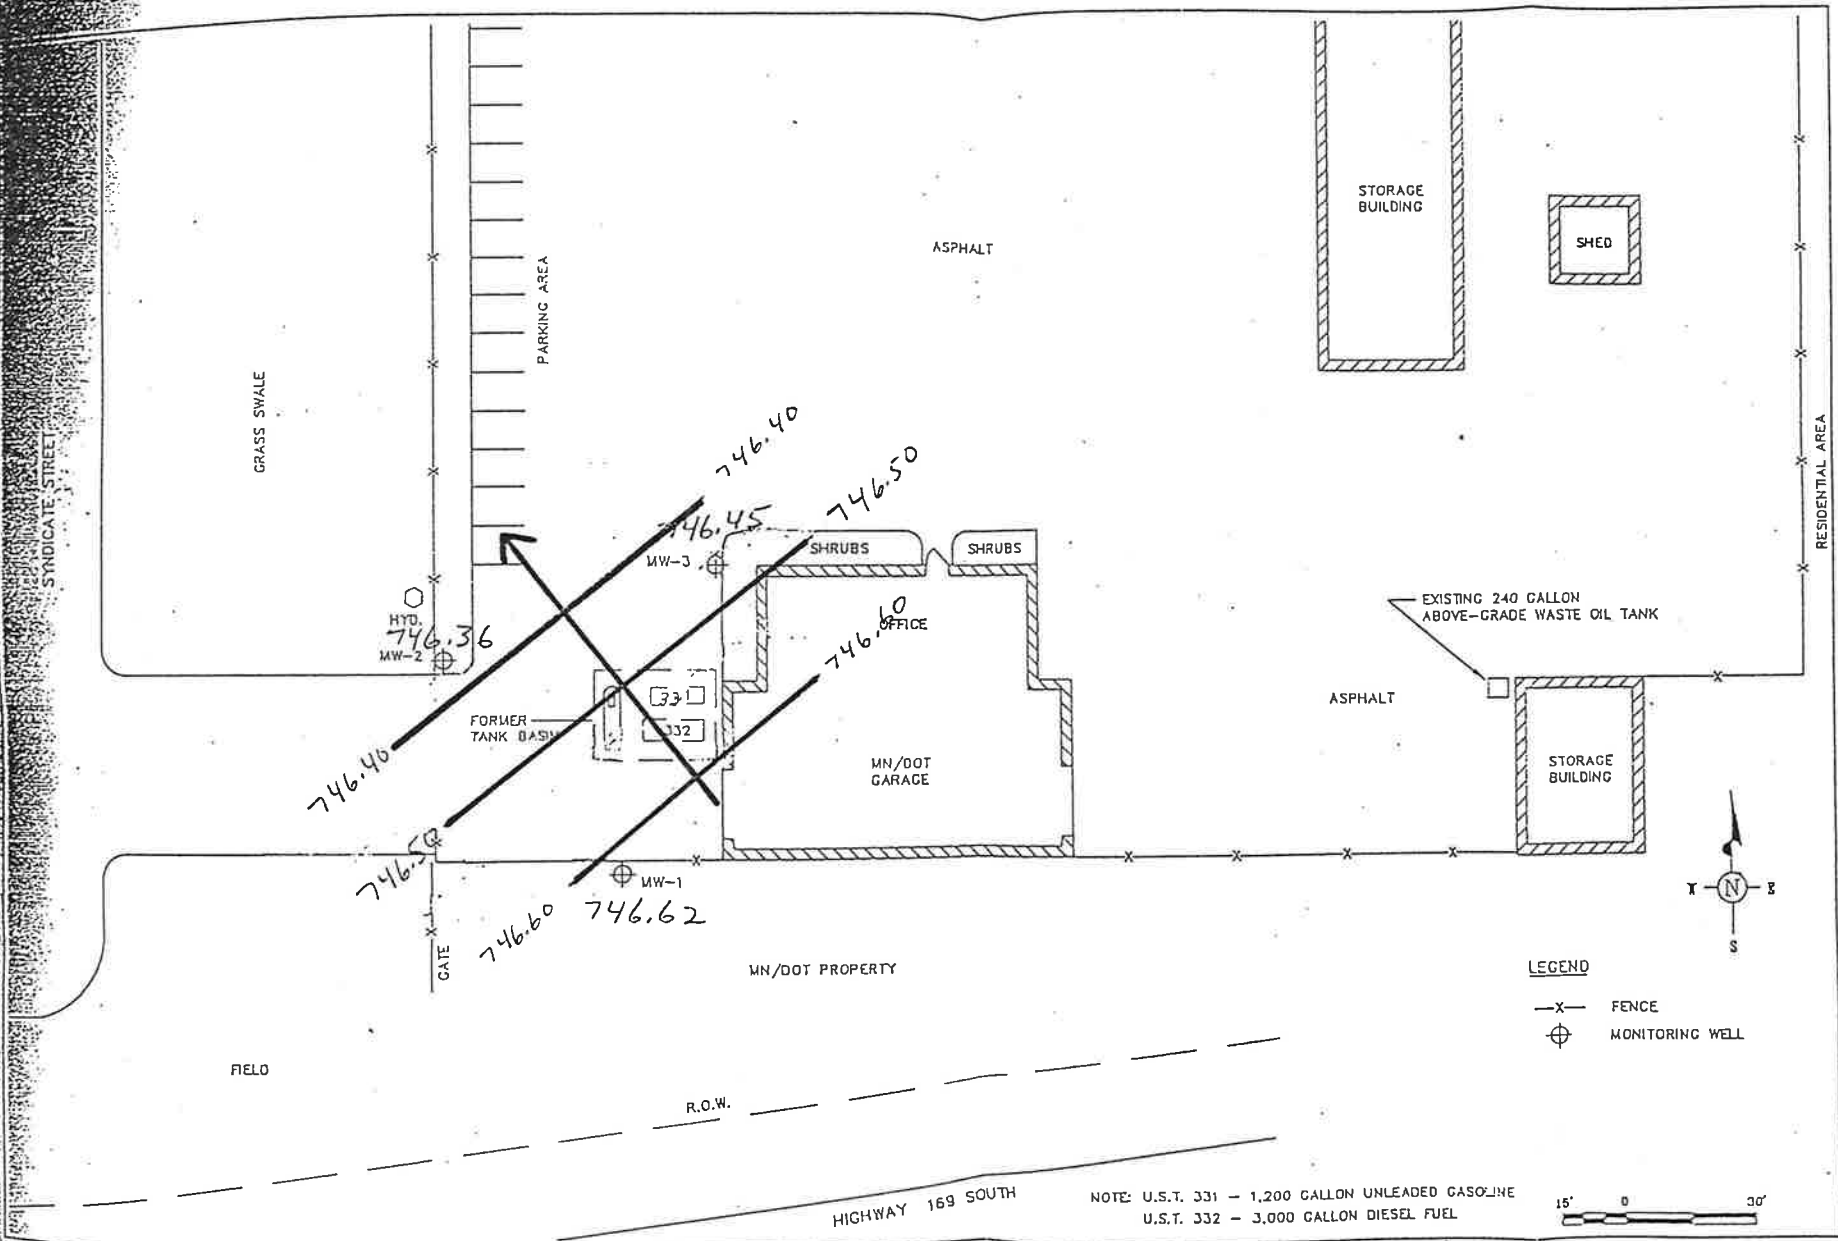 STORAGE
BUILDING
SHED
ASPHALT
PARKING AREA
GRASS SWALE
SYNDICATE STREET
RESIDENTIAL AREA
746.40
746.50
746.45
MW-3
SHRUBS
SHRUBS
HYD.
746.36
MW-2
746.60
OFFICE
EXISTING 240 GALLON
ABOVE-GRADE WASTE OIL TANK
331
332
FORMER
TANK BASIN
ASPHALT
MN/DOT
GARAGE
STORAGE
BUILDING
746.40
746.50
MW-1
746.62
746.60
GATE
MN/DOT PROPERTY
N
E
S
LEGEND
—X— FENCE
MONITORING WELL
FIELD
R.O.W.
HIGHWAY 169 SOUTH
NOTE: U.S.T. 331 – 1,200 GALLON UNLEADED GASOLINE
U.S.T. 332 – 3,000 GALLON DIESEL FUEL
15' 0 30'